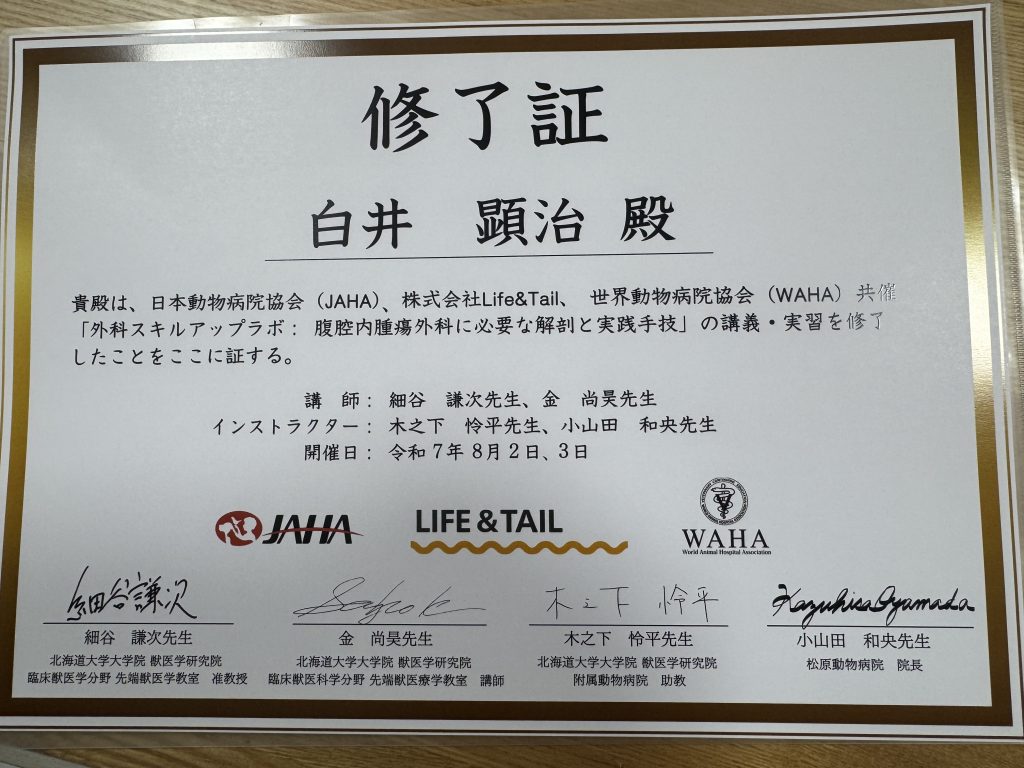 修了証
白井 顕治 殿
貴殿は、日本動物病院協会（JAHA）、株式会社Life&Tail、 世界動物病院協会（WAHA）共催
「外科スキルアップラボ： 腹腔内腫瘍外科に必要な解剖と実践手技」の講義・実習を修了
したことをここに証する。
講 師： 細谷 謙次先生、金 尚昊先生
インストラクター： 木之下 怜平先生、小山田 和央先生
開催日： 令和7年8月2日、3日
JAHA LIFE & TAIL WAHA
World Animal Hospital Association
細谷謙次 木之下 怜平 Kazuhisa Oyamada
細谷 謙次先生 金 尚昊先生 木之下 怜平先生 小山田 和央先生
北海道大学大学院 獣医学研究院 北海道大学大学院 獣医学研究院 北海道大学大学院 獣医学研究院 松原動物病院 院長
臨床獣医学分野 先端獣医学教室 准教授 臨床獣医科学分野 先端獣医療学教室 講師 附属動物病院 助教